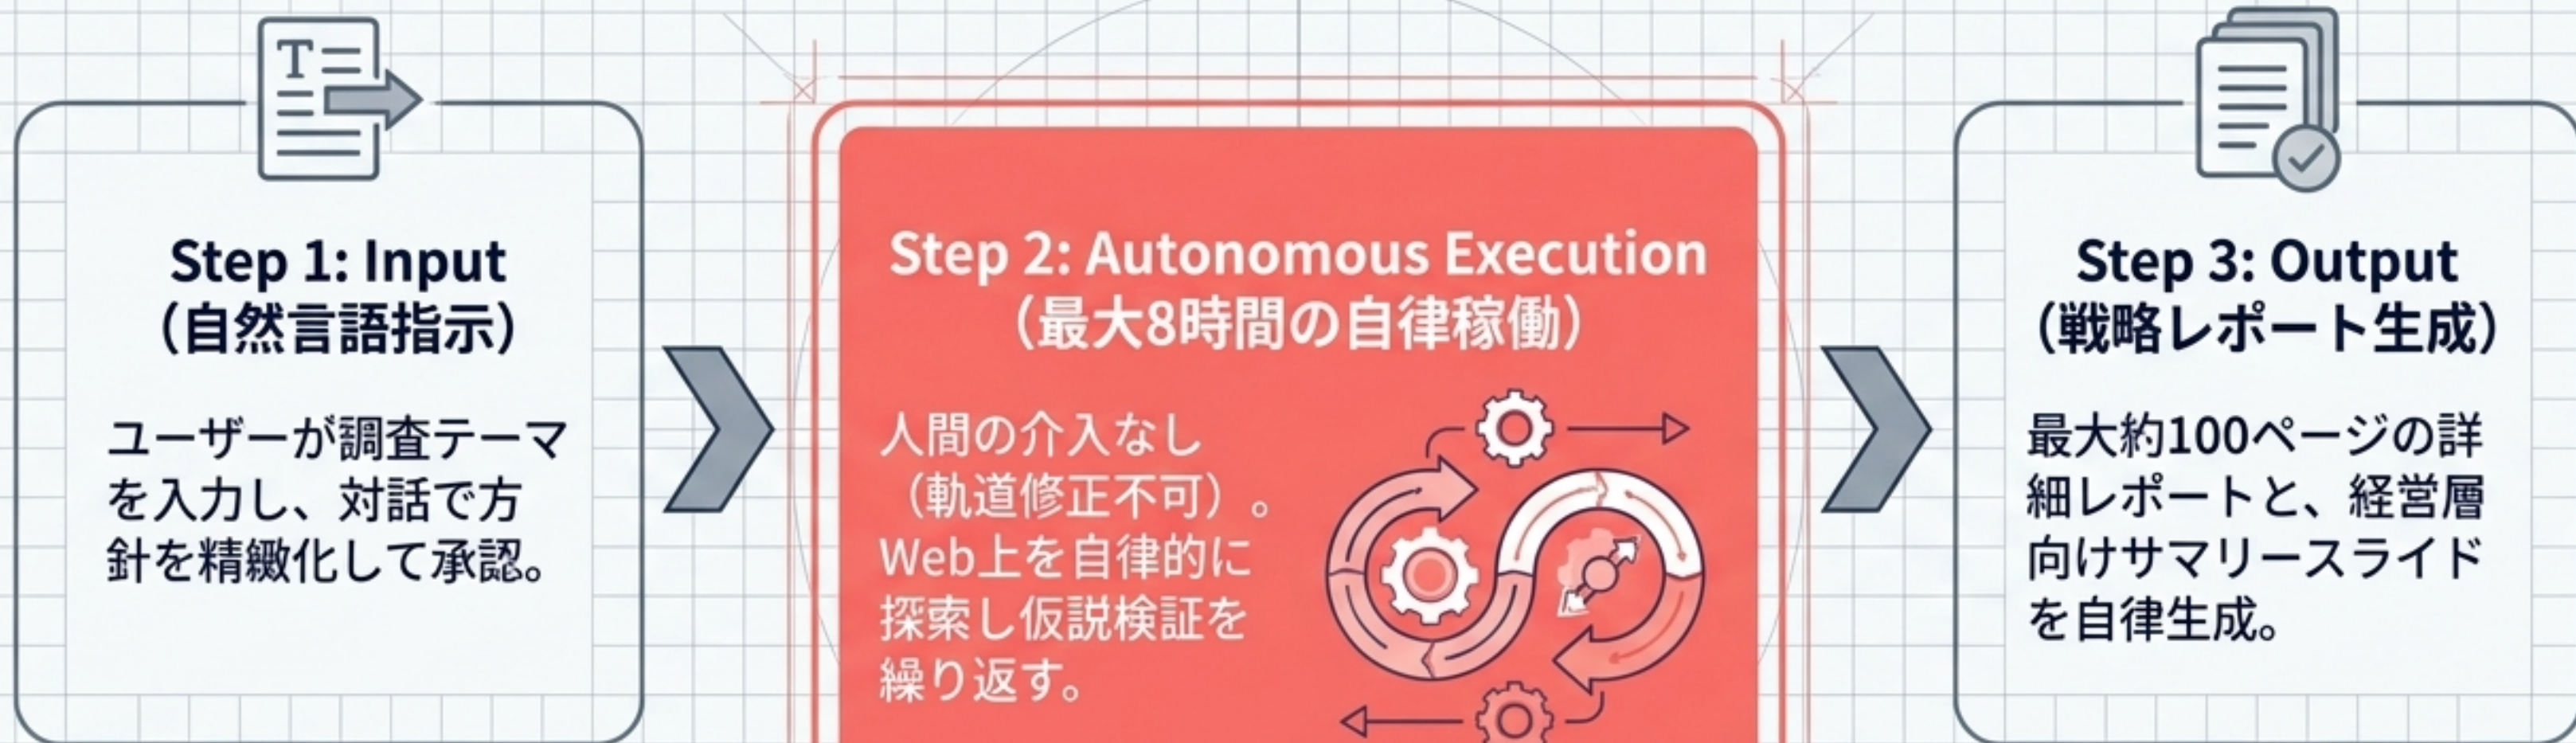 T
Step 1: Input
（自然言語指示）
ユーザーが調査テーマ
を入力し、対話で方
針を精緻化して承認。
Step 2: Autonomous Execution
（最大8時間の自律稼働）
人間の介入なし
（軌道修正不可）。
Web上を自律的に
探索し仮説検証を
繰り返す。
Step 3: Output
（戦略レポート生成）
最大約100ページの詳
細レポートと、経営層
向けサマリースライド
を自律生成。